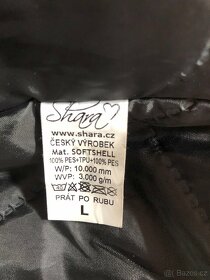 Shara
www.shara.cz
ČESKÝ VÝROBEK
Mat. SOFTSHELL
100% PES+TPU+100% PES
W/P: 10.000 mm
WVP: 3.000 g/m
PRÁT PO RUBU
L
Sbazar.cz